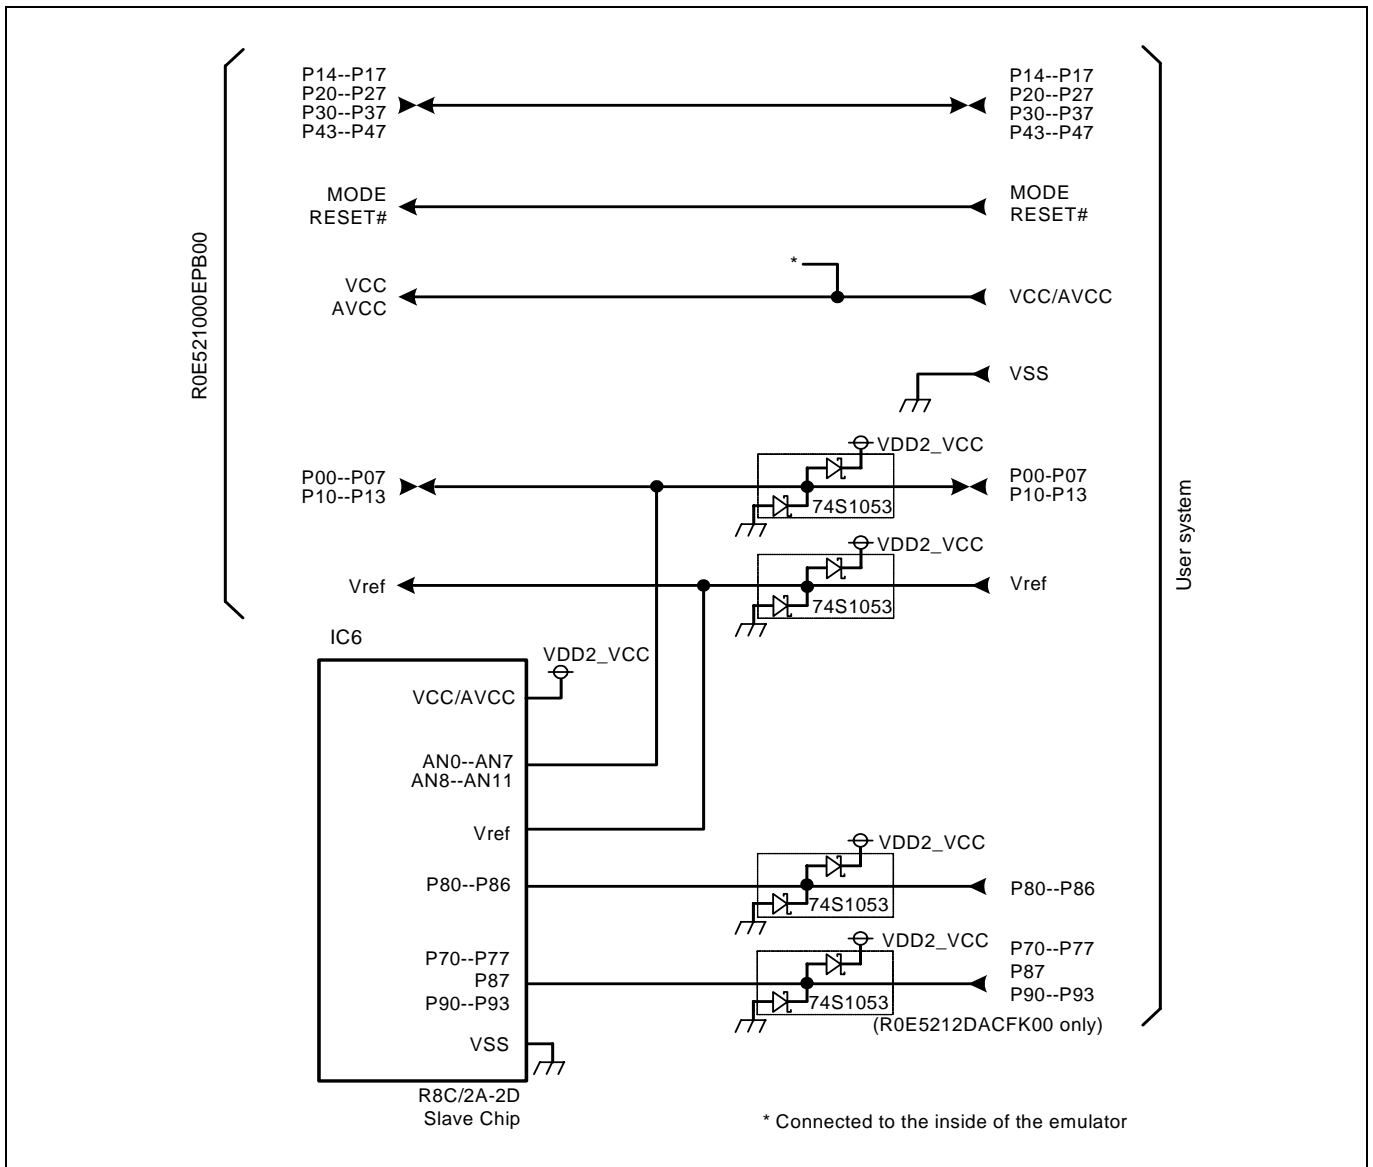 P14--P17
P20--P27
P30--P37
P43--P47
P14--P17
P20--P27
P30--P37
P43--P47
MODE
RESET#
MODE
RESET#
R0E521000EPB00
*
VCC
AVCC
VCC/AVCC
VSS
VDD2_VCC
P00--P07
P10--P13
74S1053
P00-P07
P10-P13
User system
VDD2_VCC
Vref
74S1053
Vref
IC6
VDD2_VCC
VCC/AVCC
AN0--AN7
AN8--AN11
Vref
VDD2_VCC
P80--P86
74S1053
P80--P86
VDD2_VCC
P70--P77
P87
P90--P93
74S1053
P70--P77
P87
P90--P93
(R0E5212DACFK00 only)
VSS
R8C/2A-2D
Slave Chip
* Connected to the inside of the emulator